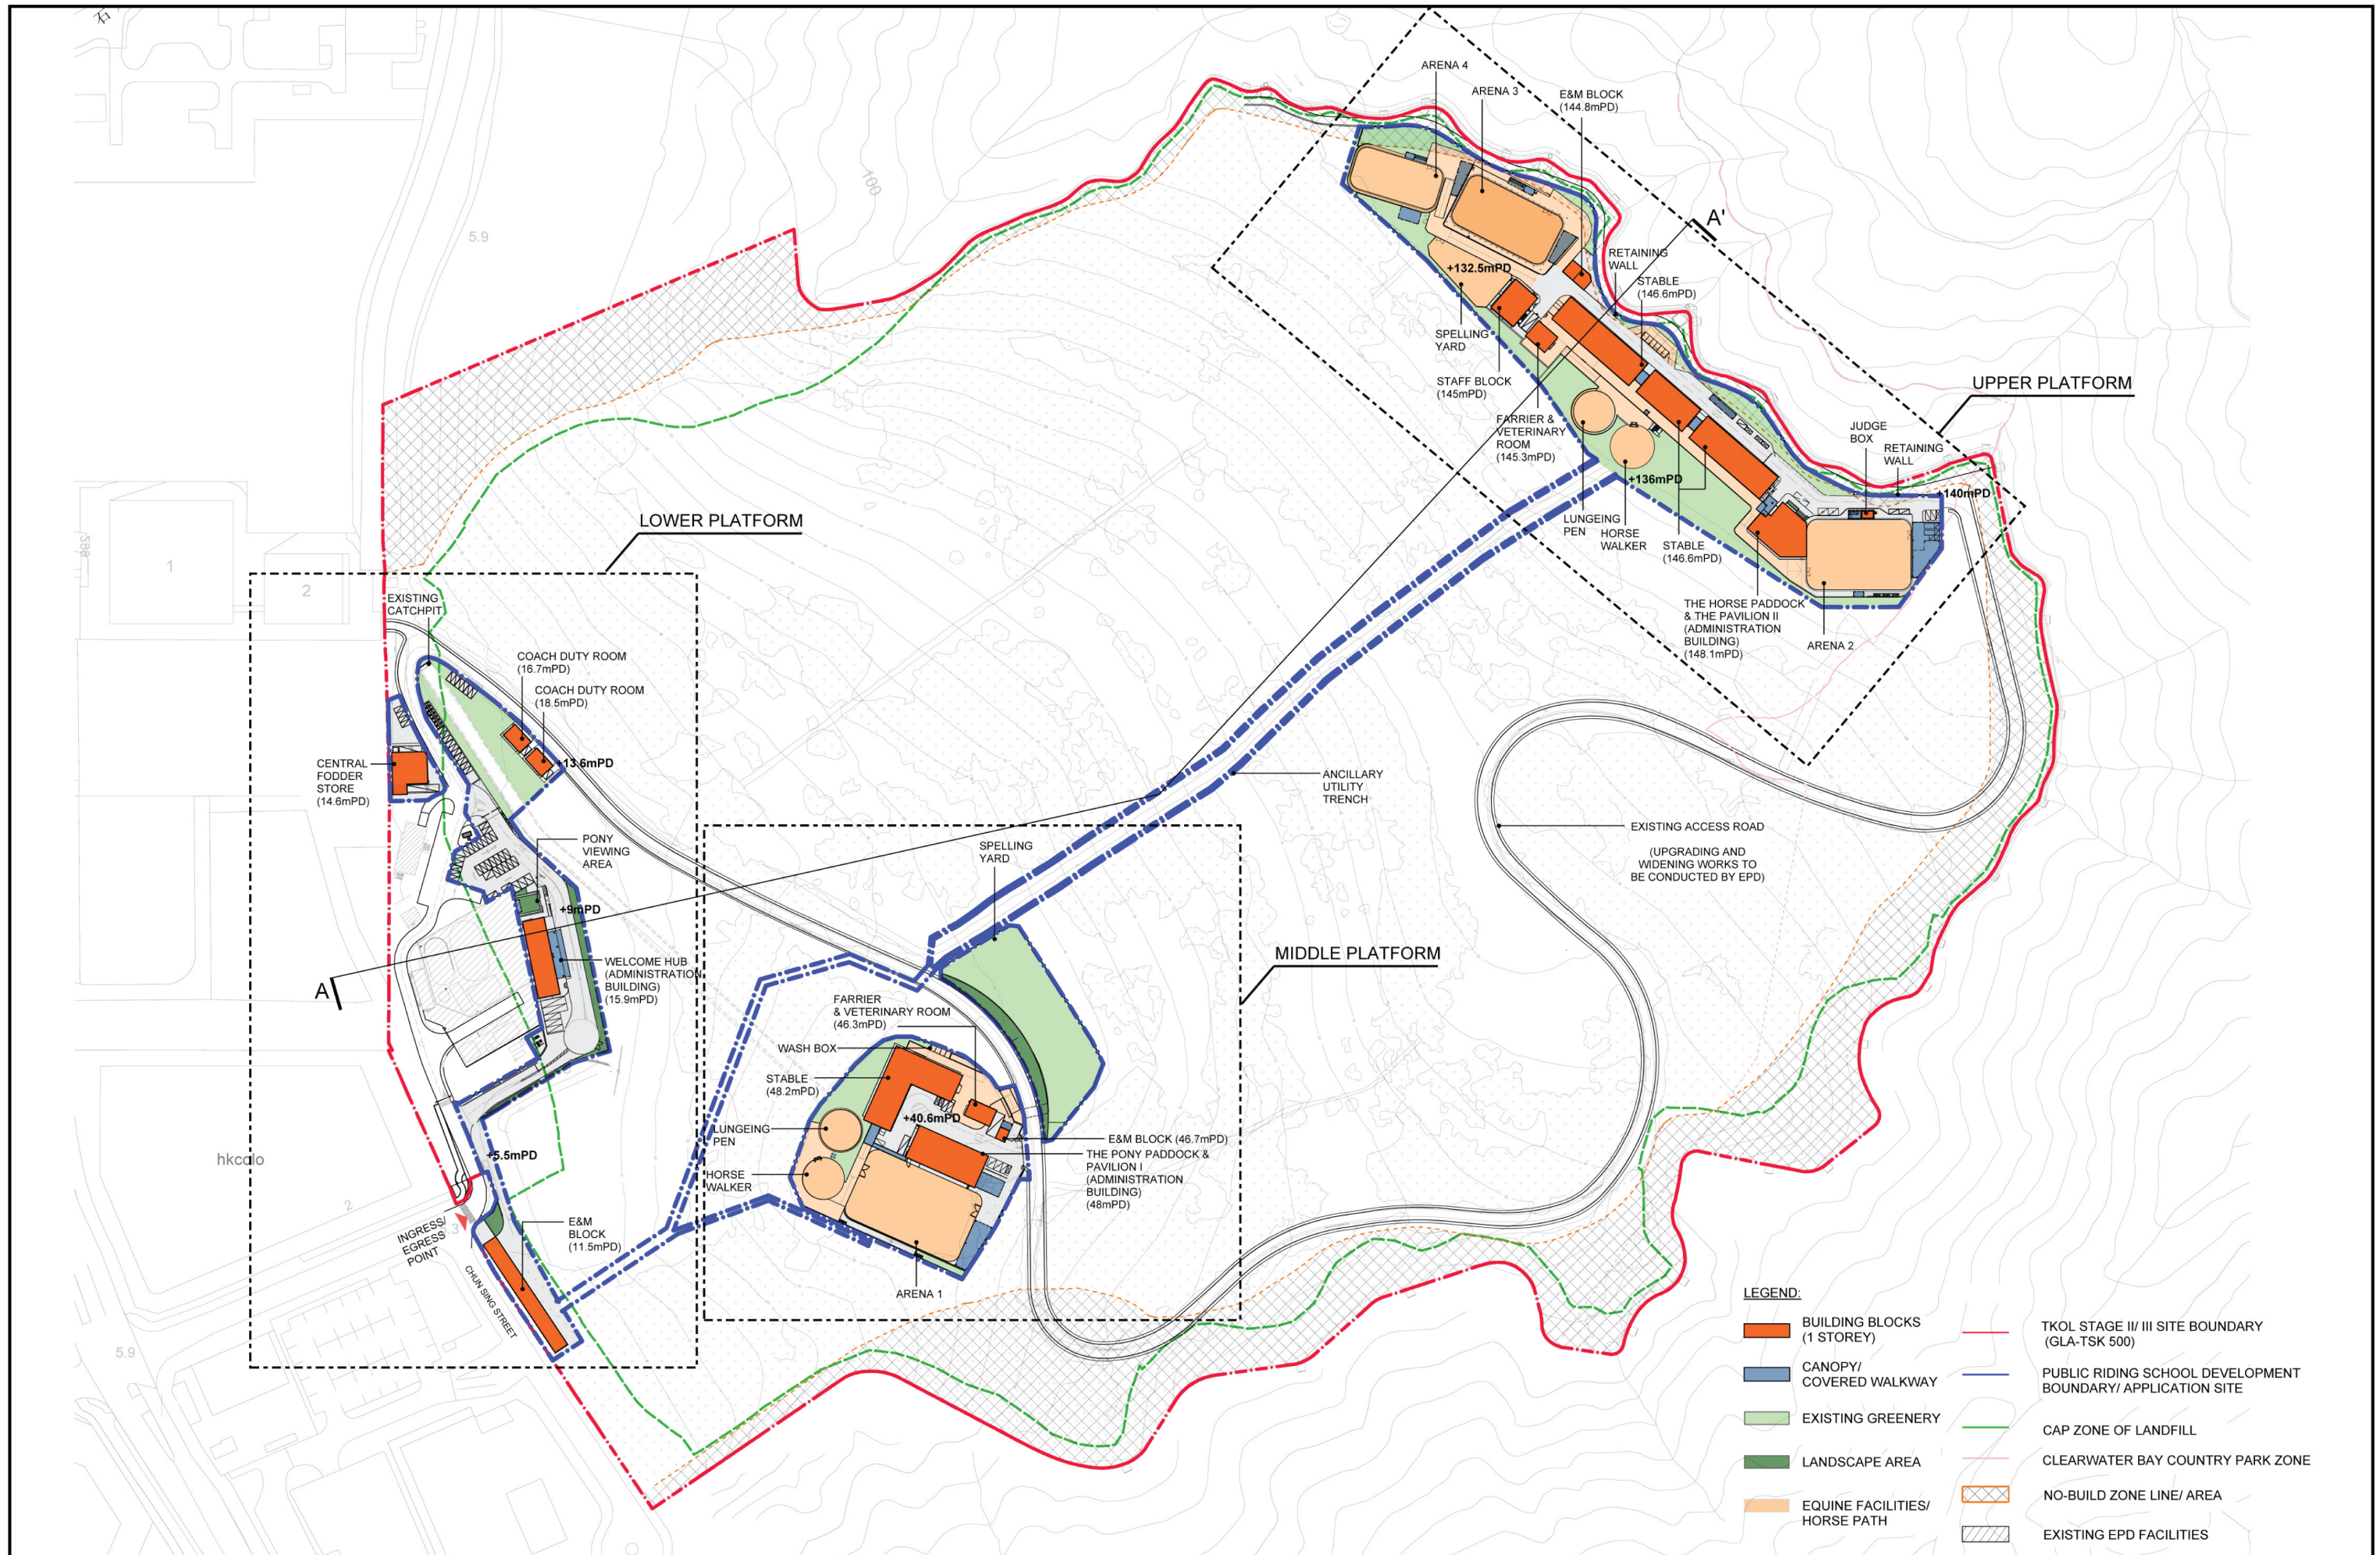 石
100
5.9
ARENA 4
ARENA 3
E&M BLOCK
(144.8mPD)
A'
RETAINING
WALL
STABLE
(146.6mPD)
+132.5mPD
SPELLING
YARD
STAFF BLOCK
(145mPD)
FARRIER &
VETERINARY
ROOM
(145.3mPD)
UPPER PLATFORM
JUDGE
BOX
RETAINING
WALL
+136mPD
+140mPD
LUNGEING
PEN
HORSE
WALKER
STABLE
(146.6mPD)
THE HORSE PADDOCK
& THE PAVILION II
(ADMINISTRATION
BUILDING)
(148.1mPD)
ARENA 2
LOWER PLATFORM
1
2
EXISTING
CATCHPIT
COACH DUTY ROOM
(16.7mPD)
COACH DUTY ROOM
(18.5mPD)
+13.6mPD
CENTRAL
FODDER
STORE
(14.6mPD)
PONY
VIEWING
AREA
+9mPD
WELCOME HUB
(ADMINISTRATION
BUILDING)
(15.9mPD)
A
ANCILLARY
UTILITY
TRENCH
EXISTING ACCESS ROAD
(UPGRADING AND
WIDENING WORKS TO
BE CONDUCTED BY EPD)
SPELLING
YARD
MIDDLE PLATFORM
FARRIER
& VETERINARY ROOM
(46.3mPD)
WASH BOX
STABLE
(48.2mPD)
+40.6mPD
LUNGEING
PEN
HORSE
WALKER
E&M BLOCK (46.7mPD)
THE PONY PADDOCK &
PAVILION I
(ADMINISTRATION
BUILDING)
(48mPD)
ARENA 1
hkcolo
2
+5.5mPD
INGRESS/
EGRESS
POINT
CHUN SING STREET
E&M
BLOCK
(11.5mPD)
5.9
LEGEND:
BUILDING BLOCKS
(1 STOREY)
CANOPY/
COVERED WALKWAY
EXISTING GREENERY
LANDSCAPE AREA
EQUINE FACILITIES/
HORSE PATH
TKOL STAGE II/ III SITE BOUNDARY
(GLA-TSK 500)
PUBLIC RIDING SCHOOL DEVELOPMENT
BOUNDARY/ APPLICATION SITE
CAP ZONE OF LANDFILL
CLEARWATER BAY COUNTRY PARK ZONE
NO-BUILD ZONE LINE/ AREA
EXISTING EPD FACILITIES